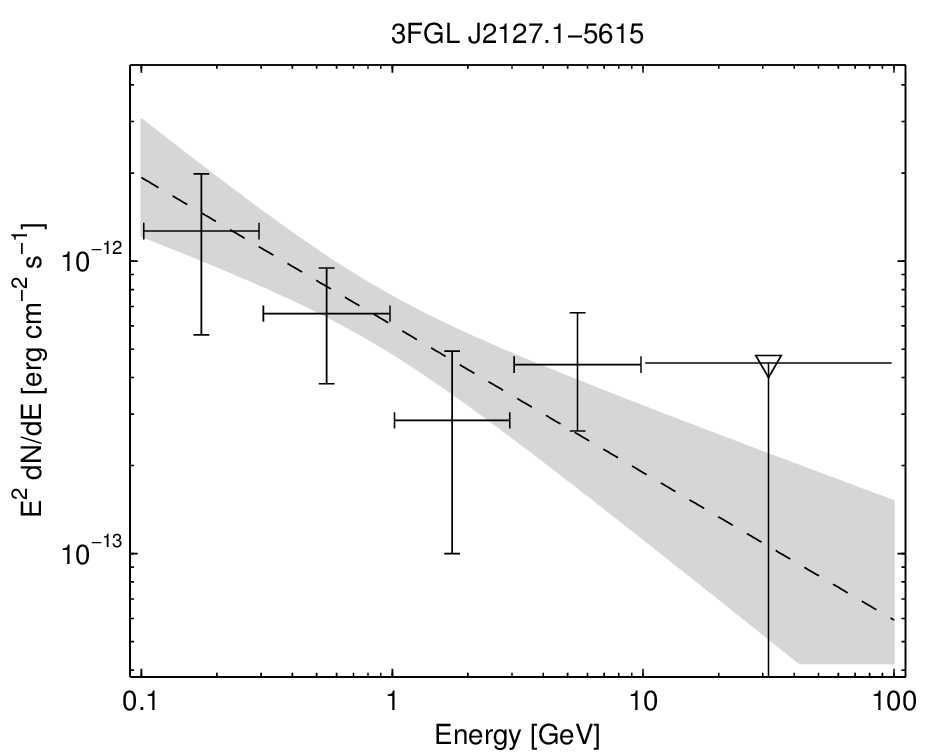 3FGL J2127.1−5615
E² dN/dE [erg cm⁻² s⁻¹]
10⁻¹²
10⁻¹³
0.1 1 10 100
Energy [GeV]